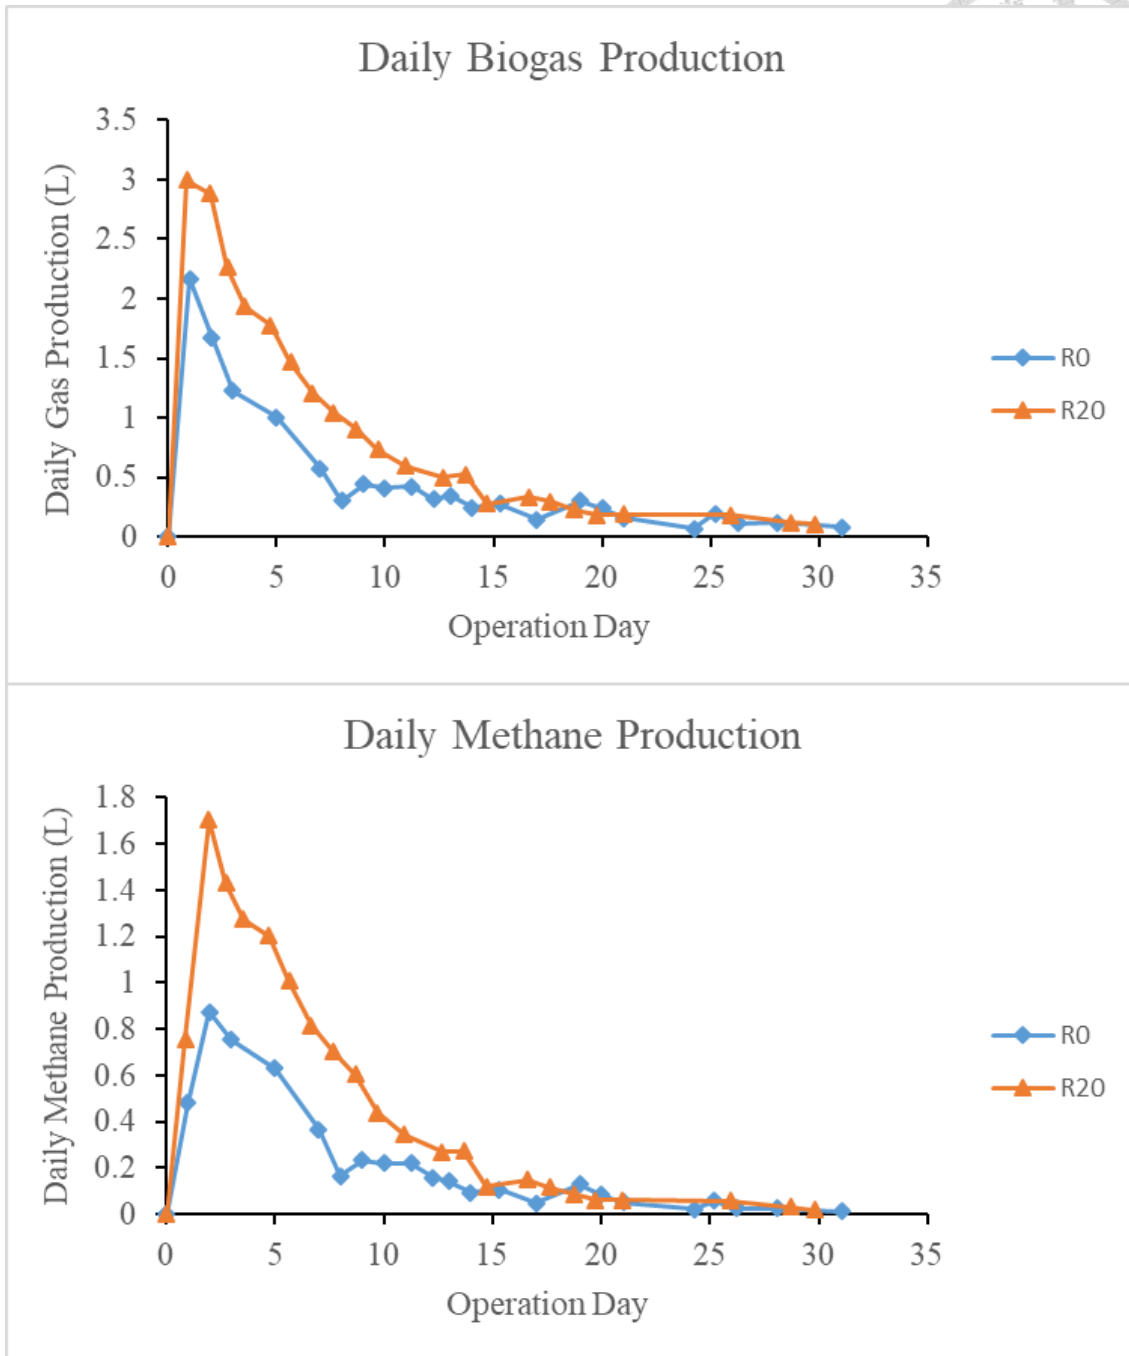 Daily Biogas Production
3.5
3
2.5
2
1.5
1
0.5
0
Daily Gas Production (L)
0 5 10 15 20 25 30 35
Operation Day
R0
R20
Daily Methane Production
1.8
1.6
1.4
1.2
1
0.8
0.6
0.4
0.2
0
Daily Methane Production (L)
0 5 10 15 20 25 30 35
Operation Day
R0
R20